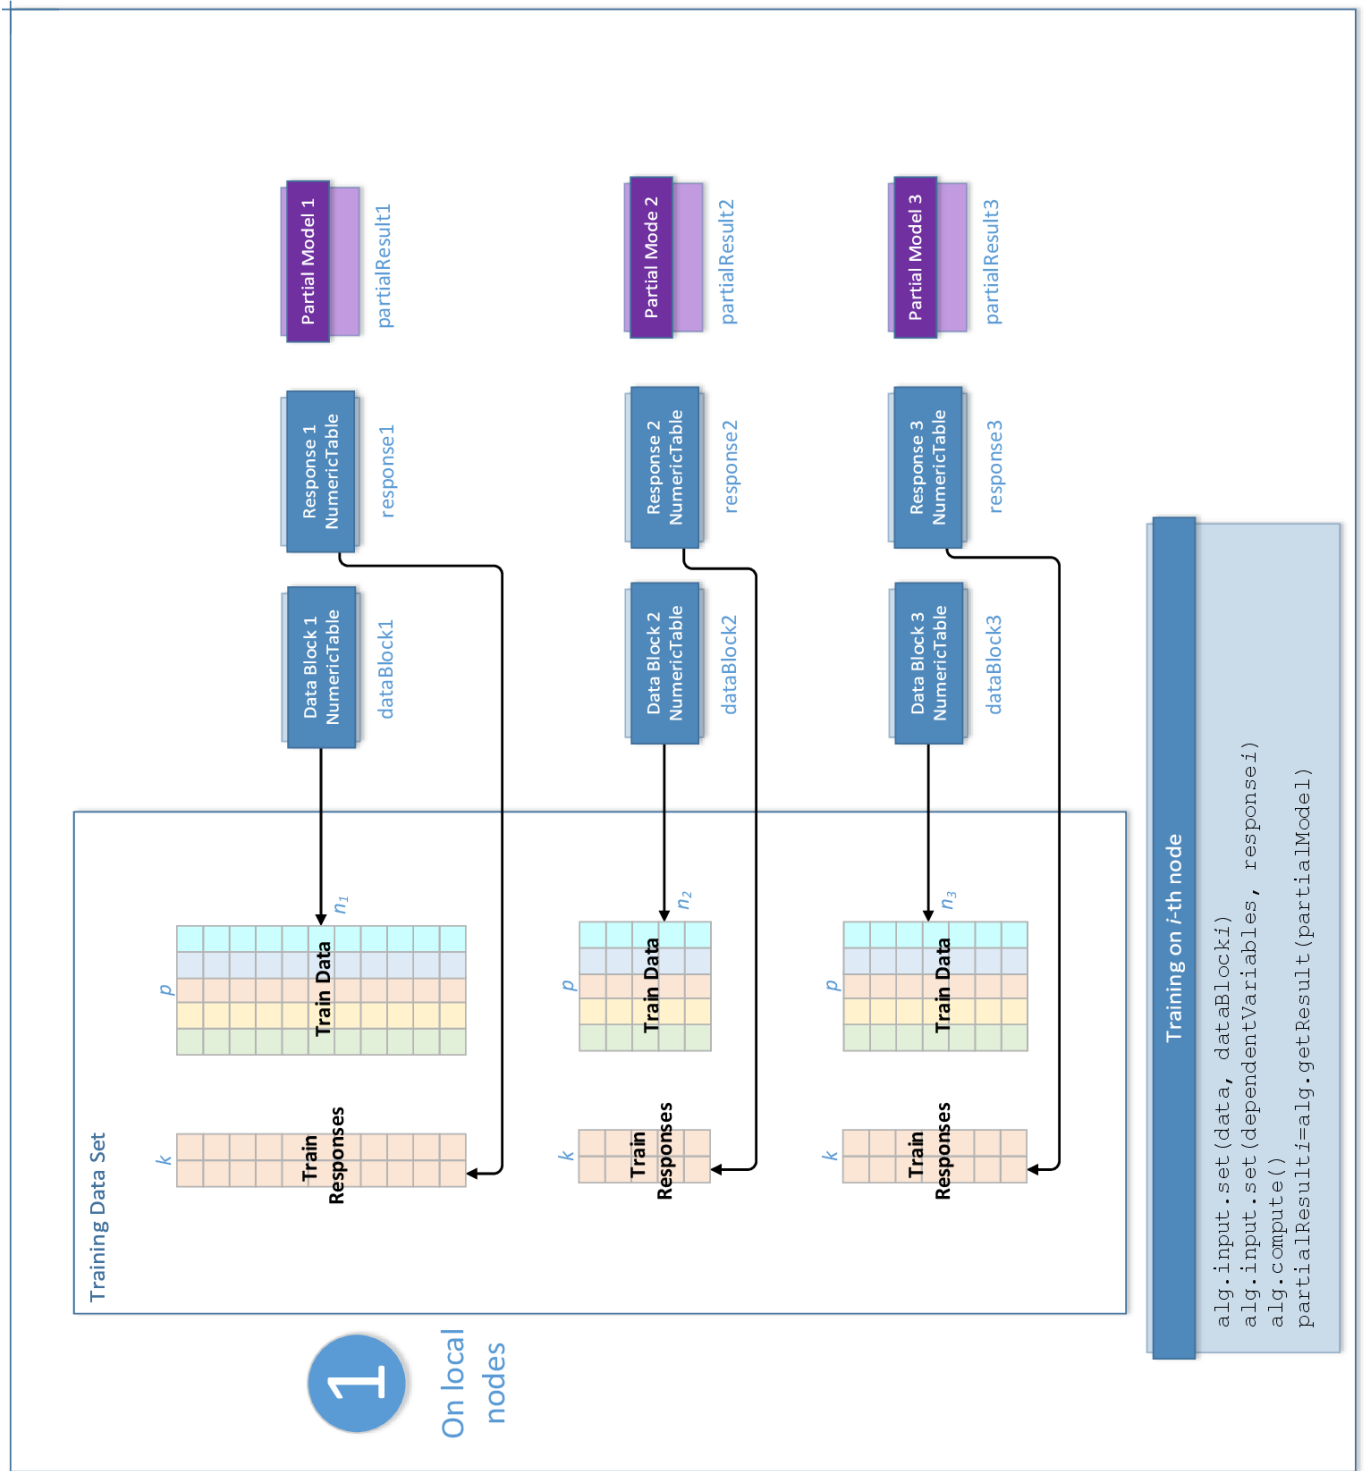 1
On local
nodes
Training Data Set
k
Train
Responses
p
Train Data
n1
Data Block 1
NumericTable
dataBlock1
Response 1
NumericTable
response1
Partial Model 1
partialResult1
k
Train
Responses
p
Train Data
n2
Data Block 2
NumericTable
dataBlock2
Response 2
NumericTable
response2
Partial Mode 2
partialResult2
k
Train
Responses
p
Train Data
n3
Data Block 3
NumericTable
dataBlock3
Response 3
NumericTable
response3
Partial Model 3
partialResult3
Training on i-th node
alg.input.set(data, dataBlocki)
alg.input.set(dependentVariables, responsei)
alg.compute()
partialResulti=alg.getResult(partialModel)